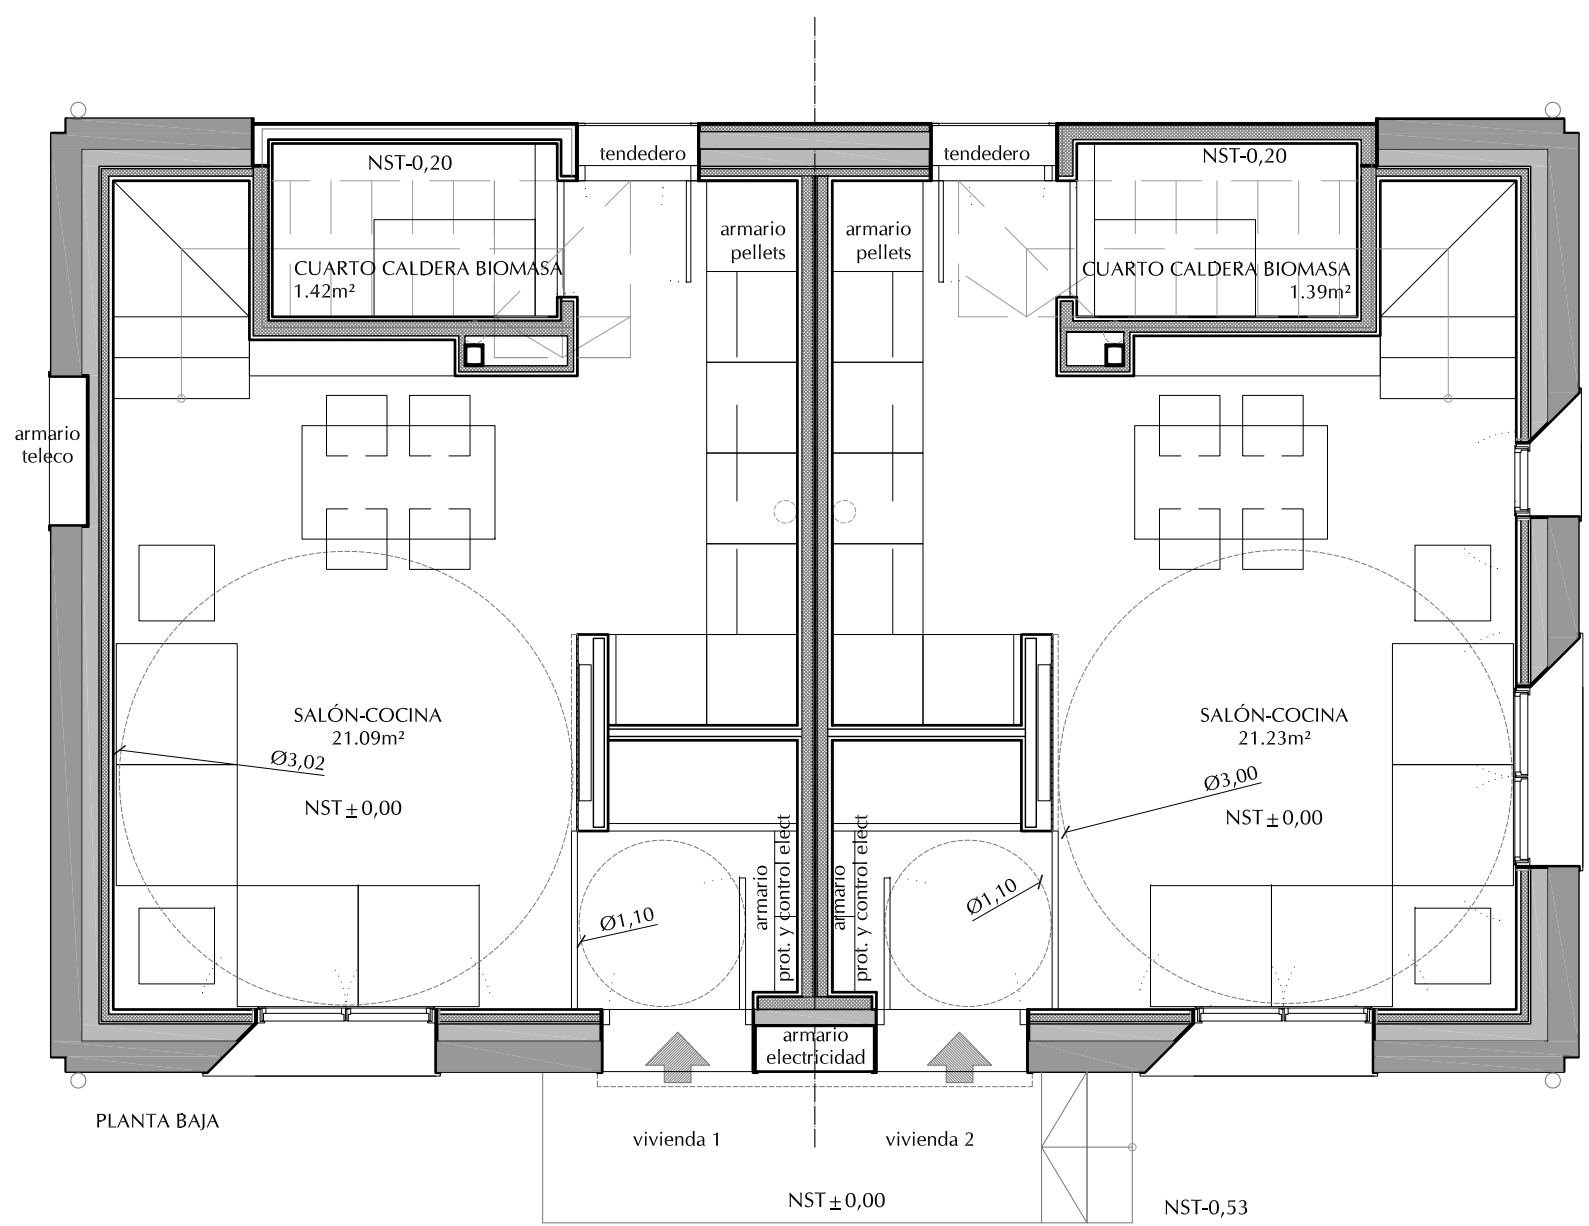 NST-0,20
tendedero
tendedero
NST-0,20
armario
pellets
armario
pellets
CUARTO CALDERA BIOMASA
1.42m²
CUARTO CALDERA BIOMASA
1.39m²
armario
teleco
SALÓN-COCINA
21.09m²
Ø3,02
NST±0,00
SALÓN-COCINA
21.23m²
Ø3,00
NST±0,00
armario
prot. y control elect
armario
prot. y control elect
Ø1,10
Ø1,10
armario
electricidad
PLANTA BAJA
vivienda 1
vivienda 2
NST±0,00
NST-0,53